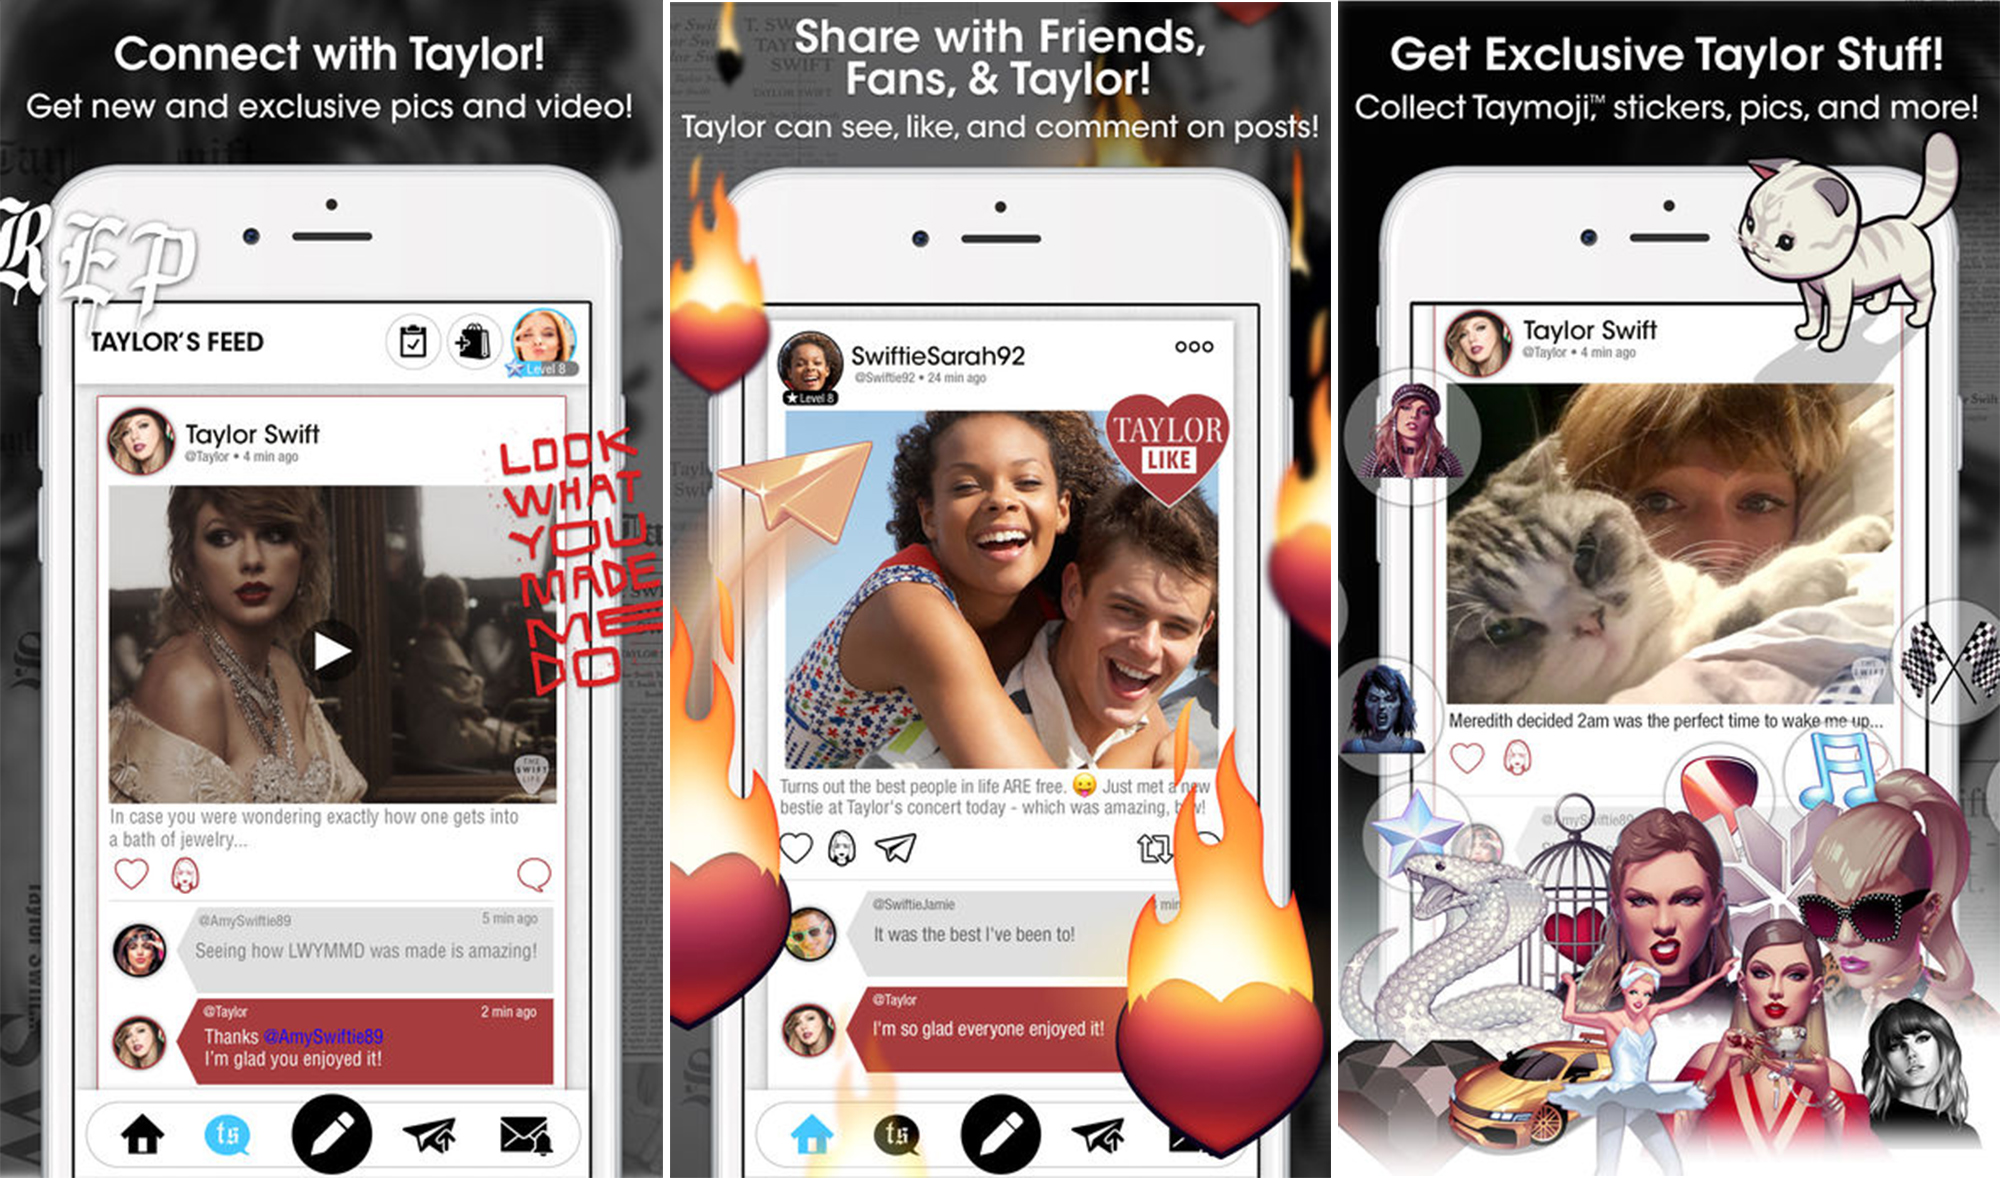 Connect with Taylor!
Get new and exclusive pics and video!
REP
TAYLOR'S FEED
Level 8
Taylor Swift
@Taylor • 4 min ago
LOOK
WHAT
YOU
MADE
ME
DO
THE
SWIFT
LIFE
In case you were wondering exactly how one gets into
a bath of jewelry...
@AmySwiftie89
5 min ago
Seeing how LWYMMD was made is amazing!
@Taylor
2 min ago
Thanks @AmySwiftie89
I'm glad you enjoyed it!
ts
Share with Friends,
Fans, & Taylor!
Taylor can see, like, and comment on posts!
SwiftieSarah92
@Swiftie92 • 24 min ago
Level 8
TAYLOR
LIKE
Turns out the best people in life ARE free. 😛 Just met a new
bestie at Taylor's concert today - which was amazing,
@SwiftieJamie
min
It was the best I've been to!
@Taylor
I'm so glad everyone enjoyed it!
ts
Get Exclusive Taylor Stuff!
Collect Taymoji,™ stickers, pics, and more!
Taylor Swift
@Taylor • 4 min ago
THE
SWIFT
Meredith decided 2am was the perfect time to wake me up...
@AmySwiftie89